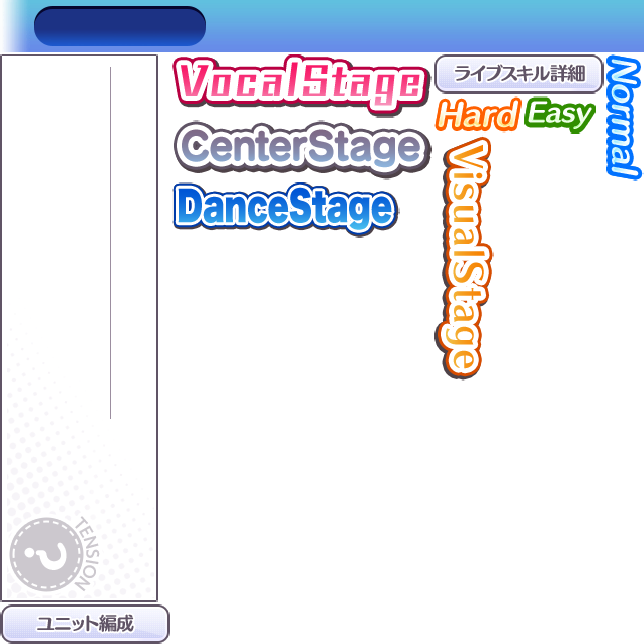 VocalStage
ライブスキル詳細
Normal
Hard
Easy
CenterStage
VisualStage
DanceStage
TENSION
ユニット編成